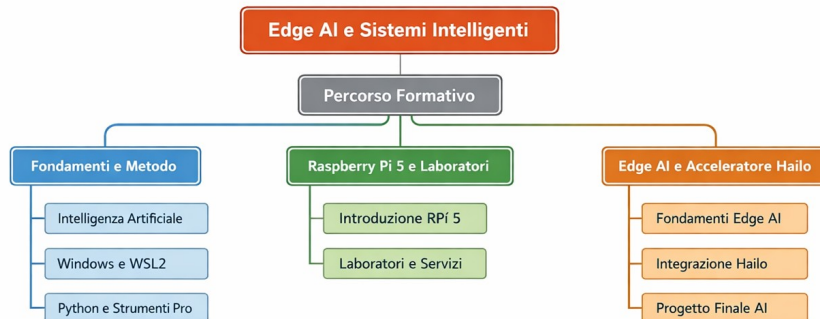 Edge AI e Sistemi Intelligenti
Percorso Formativo
Fondamenti e Metodo
Intelligenza Artificiale
Windows e WSL2
Python e Strumenti Pro
Raspberry Pi 5 e Laboratori
Introduzione RPí 5
Laboratori e Servizi
Edge AI e Acceleratore Hailo
Fondamenti Edge AI
Integrazione Hailo
Progetto Finale AI